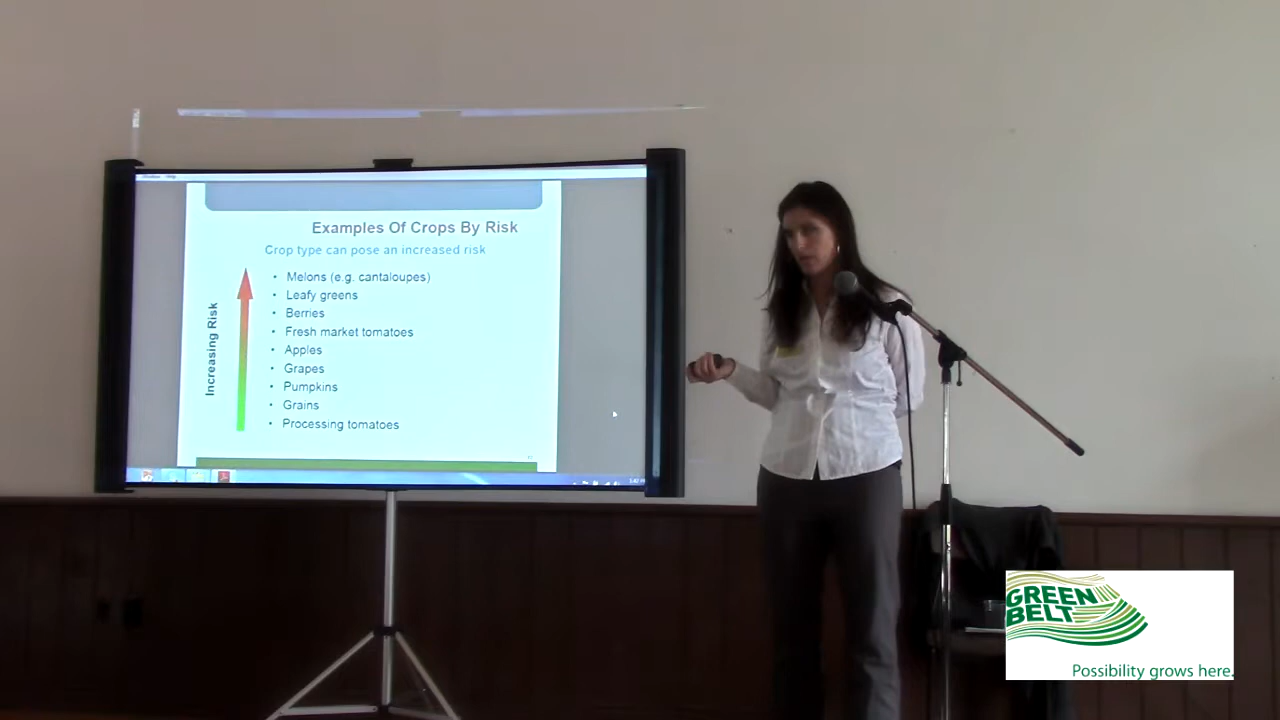 Examples Of Crops By Risk
Crop type can pose an increased risk
Increasing Risk
• Melons (e.g. cantaloupes)
• Leafy greens
• Berries
• Fresh market tomatoes
• Apples
• Grapes
• Pumpkins
• Grains
• Processing tomatoes
GREEN
BELT
Possibility grows here.